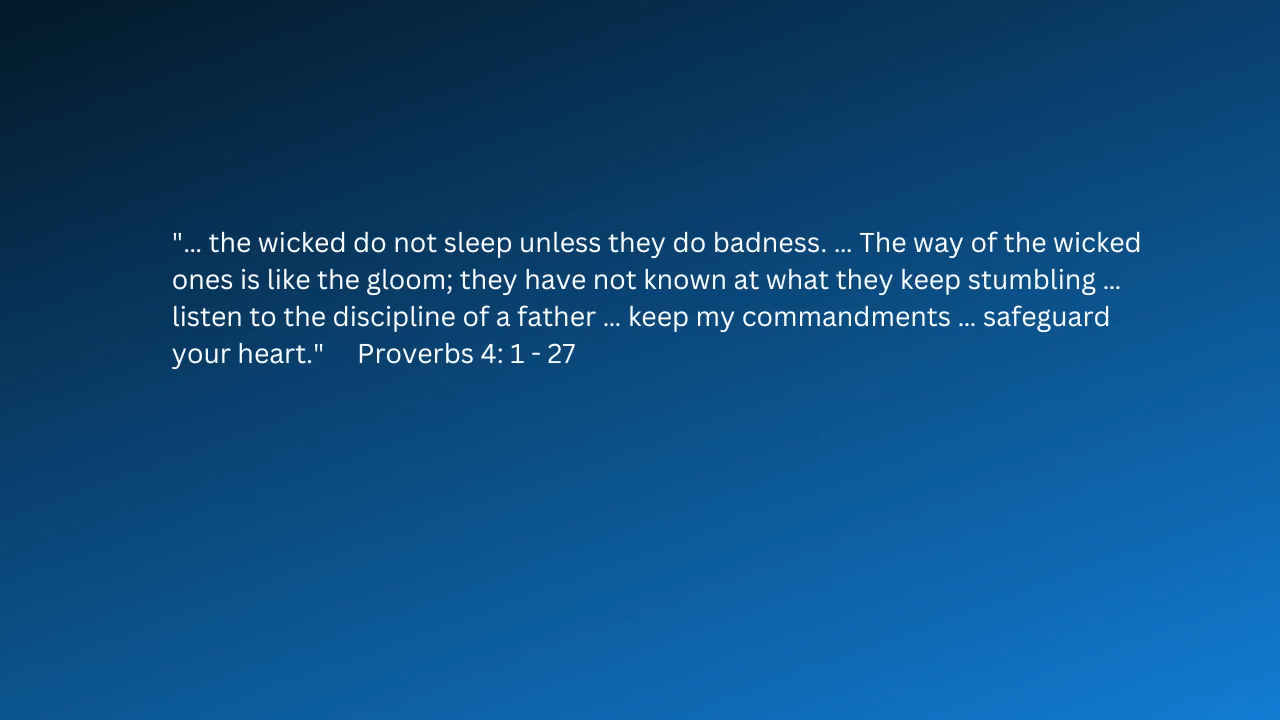 "... the wicked do not sleep unless they do badness. ... The way of the wicked
ones is like the gloom; they have not known at what they keep stumbling ...
listen to the discipline of a father ... keep my commandments ... safeguard
your heart."    Proverbs 4: 1 - 27